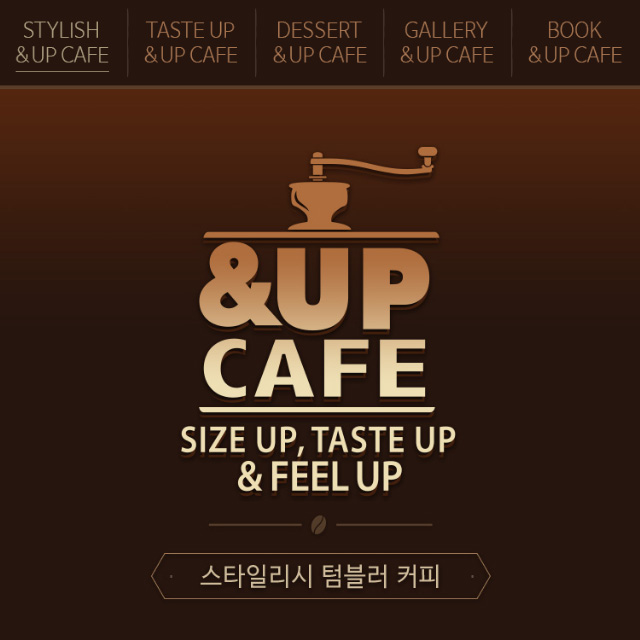 STYLISH
&UP CAFE
TASTE UP
&UP CAFE
DESSERT
&UP CAFE
GALLERY
&UP CAFE
BOOK
&UP CAFE
&UP
CAFE
SIZE UP, TASTE UP
& FEEL UP
스타일리시 텀블러 커피